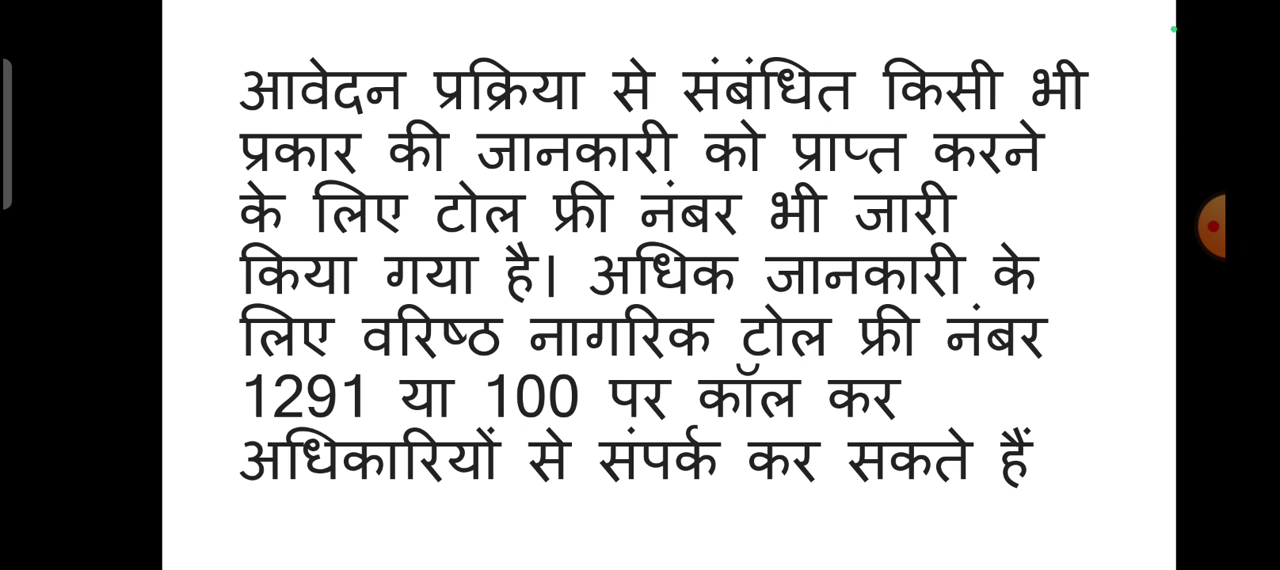 आवेदन प्रक्रिया से संबंधित किसी भी
प्रकार की जानकारी को प्राप्त करने
के लिए टोल फ्री नंबर भी जारी
किया गया है। अधिक जानकारी के
लिए वरिष्ठ नागरिक टोल फ्री नंबर
1291 या 100 पर कॉल कर
अधिकारियों से संपर्क कर सकते हैं